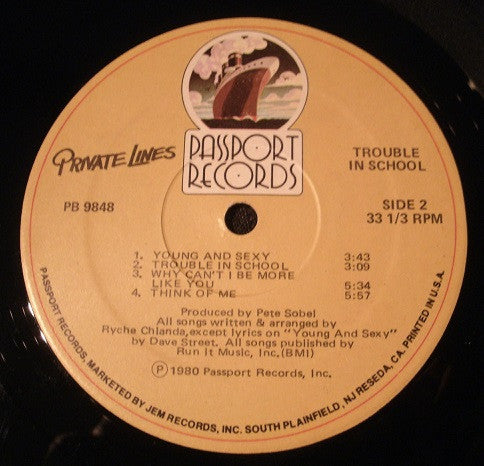 PASSPORT
RECORDS
PRIVATE LINES
TROUBLE
IN SCHOOL
PB 9848
SIDE 2
33 1/3 RPM
1. YOUNG AND SEXY 3:43
2. TROUBLE IN SCHOOL 3:09
3. WHY CAN'T I BE MORE
LIKE YOU 5:34
4. THINK OF ME 5:57
Produced by Pete Sobel
All songs written & arranged by
Ryche Chlanda, except lyrics on "Young And Sexy"
by Dave Street. All songs published by
Run It Music, Inc. (BMI)
Ⓟ 1980 Passport Records, Inc.
PASSPORT RECORDS, MARKETED BY JEM RECORDS, INC. SOUTH PLAINFIELD, NJ RESEDA, CA. PRINTED IN U.S.A.